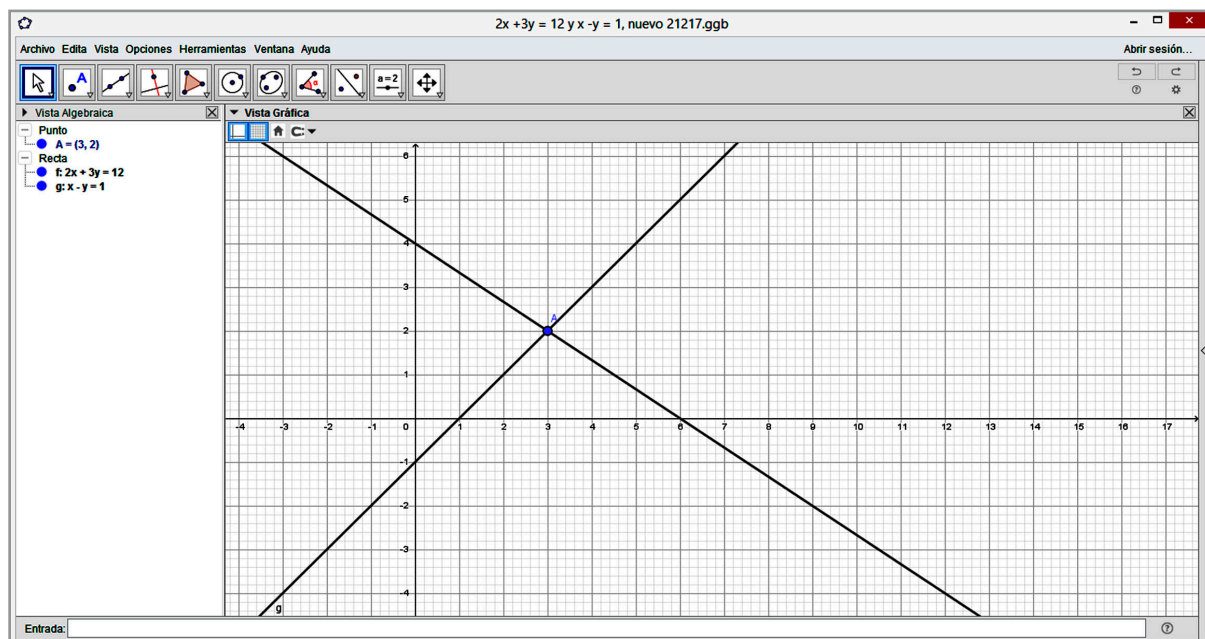 2x +3y = 12 y x -y = 1, nuevo 21217.ggb
Archivo Edita Vista Opciones Herramientas Ventana Ayuda
Abrir sesión...
A
α
a=2
Vista Algebraica
Vista Gráfica
Punto
A = (3, 2)
Recta
f: 2x + 3y = 12
g: x - y = 1
6
5
4
3
2
1
-4 -3 -2 -1 0 1 2 3 4 5 6 7 8 9 10 11 12 13 14 15 16 17
-1
-2
-3
-4
A
g
Entrada: